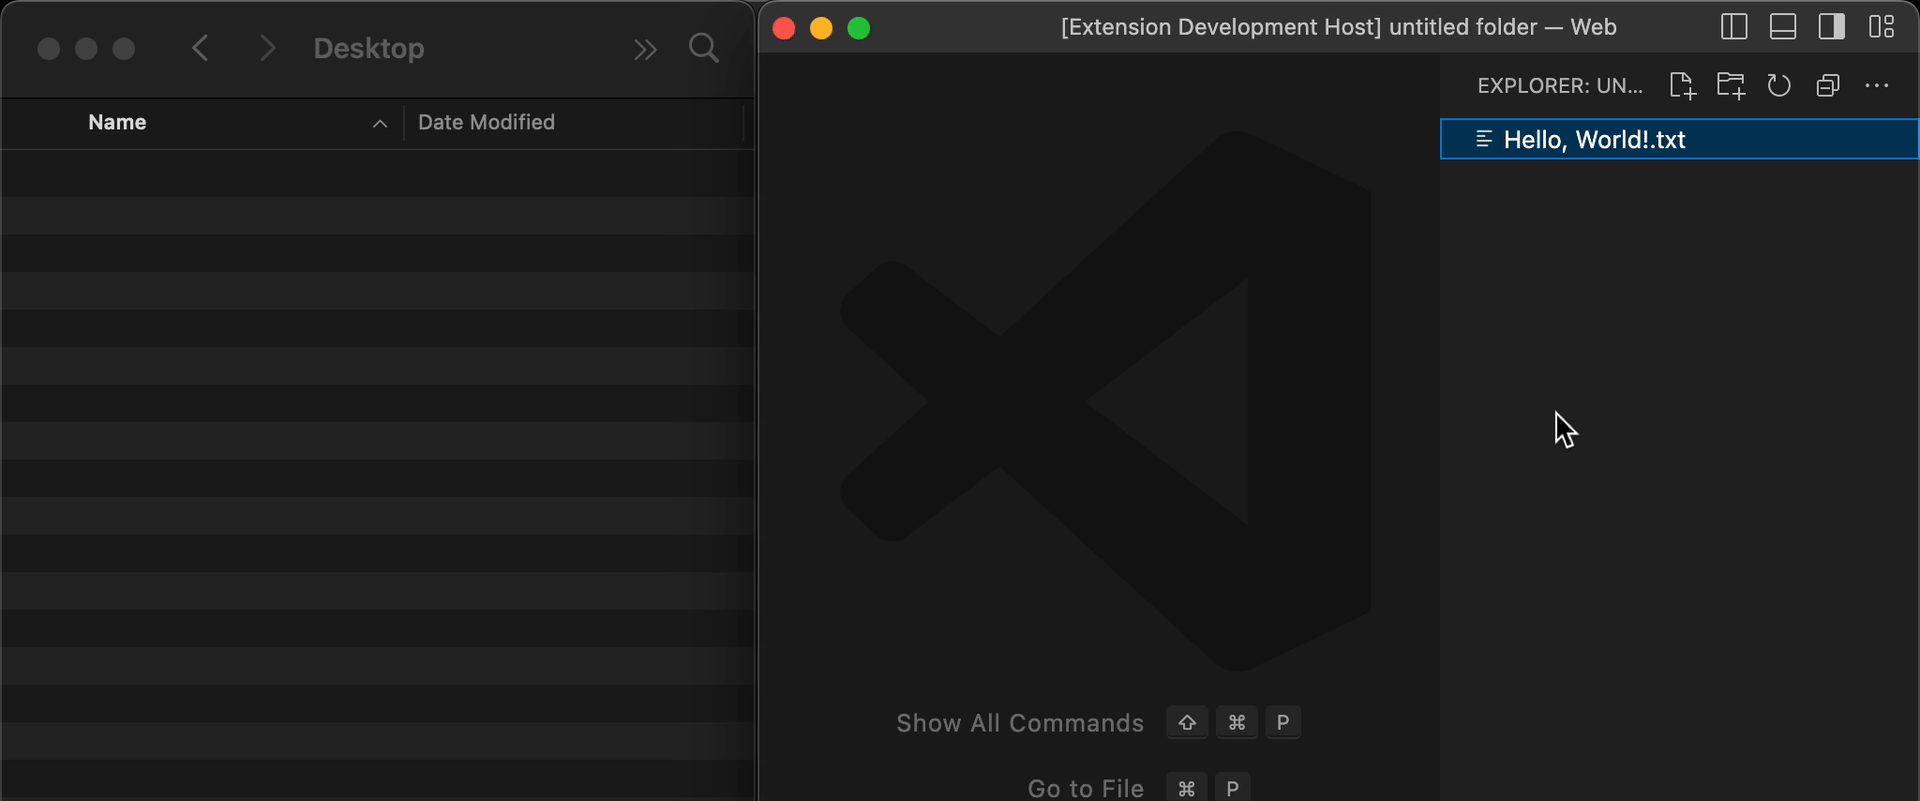 Desktop
Name
Date Modified
[Extension Development Host] untitled folder — Web
EXPLORER: UN...
Hello, World!.txt
Show All Commands ⇧ ⌘ P
Go to File ⌘ P